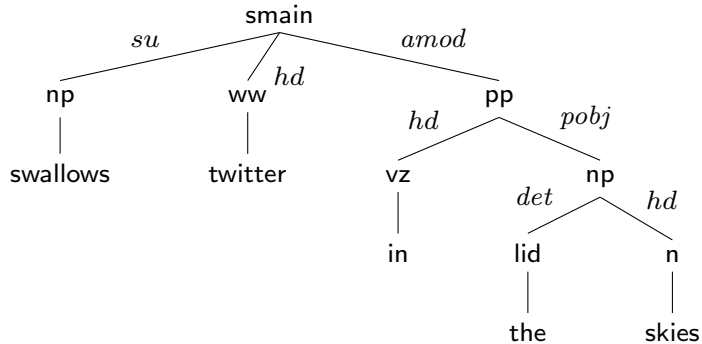 smain
su hd amod
np ww pp
hd pobj
swallows twitter vz np
det hd
in lid n
the skies